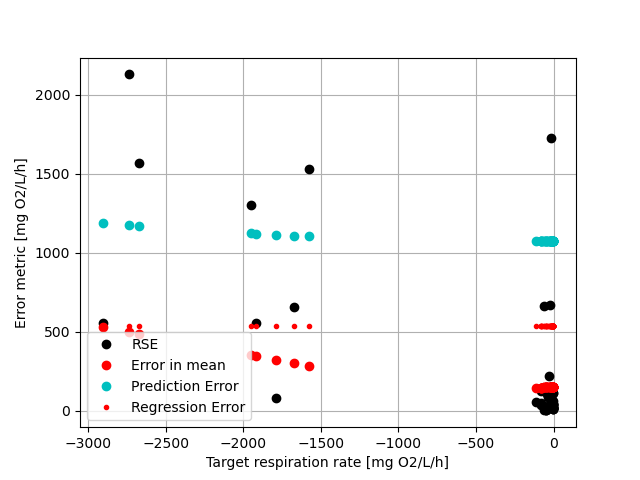 2000
1500
1000
500
0
Error metric [mg O2/L/h]
RSE
Error in mean
Prediction Error
Regression Error
−3000 −2500 −2000 −1500 −1000 −500 0
Target respiration rate [mg O2/L/h]